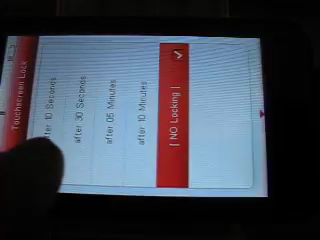 Touchscreen Lock
after 10 Seconds
after 30 Seconds
after 05 Minutes
after 10 Minutes
| NO Locking |